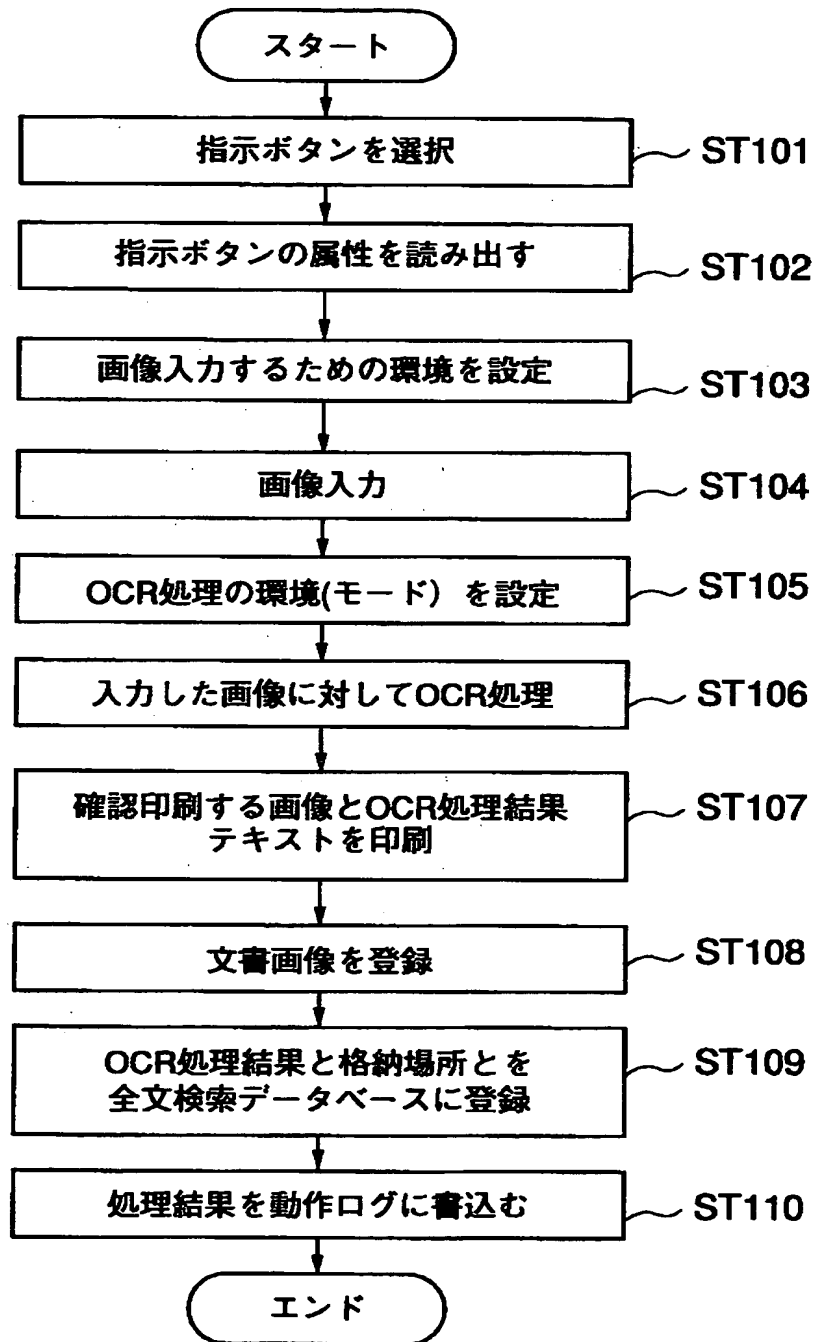 スタート
指示ボタンを選択
ST101
指示ボタンの属性を読み出す
ST102
画像入力するための環境を設定
ST103
画像入力
ST104
OCR処理の環境(モード)を設定
ST105
入力した画像に対してOCR処理
ST106
確認印刷する画像とOCR処理結果
テキストを印刷
ST107
文書画像を登録
ST108
OCR処理結果と格納場所とを
全文検索データベースに登録
ST109
処理結果を動作ログに書込む
ST110
エンド